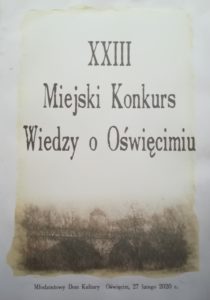 XXIII
Miejski Konkurs
Wiedzy o Oświęcimiu
Młodzieżowy Dom Kultury Oświęcim, 27 lutego 2020 r.